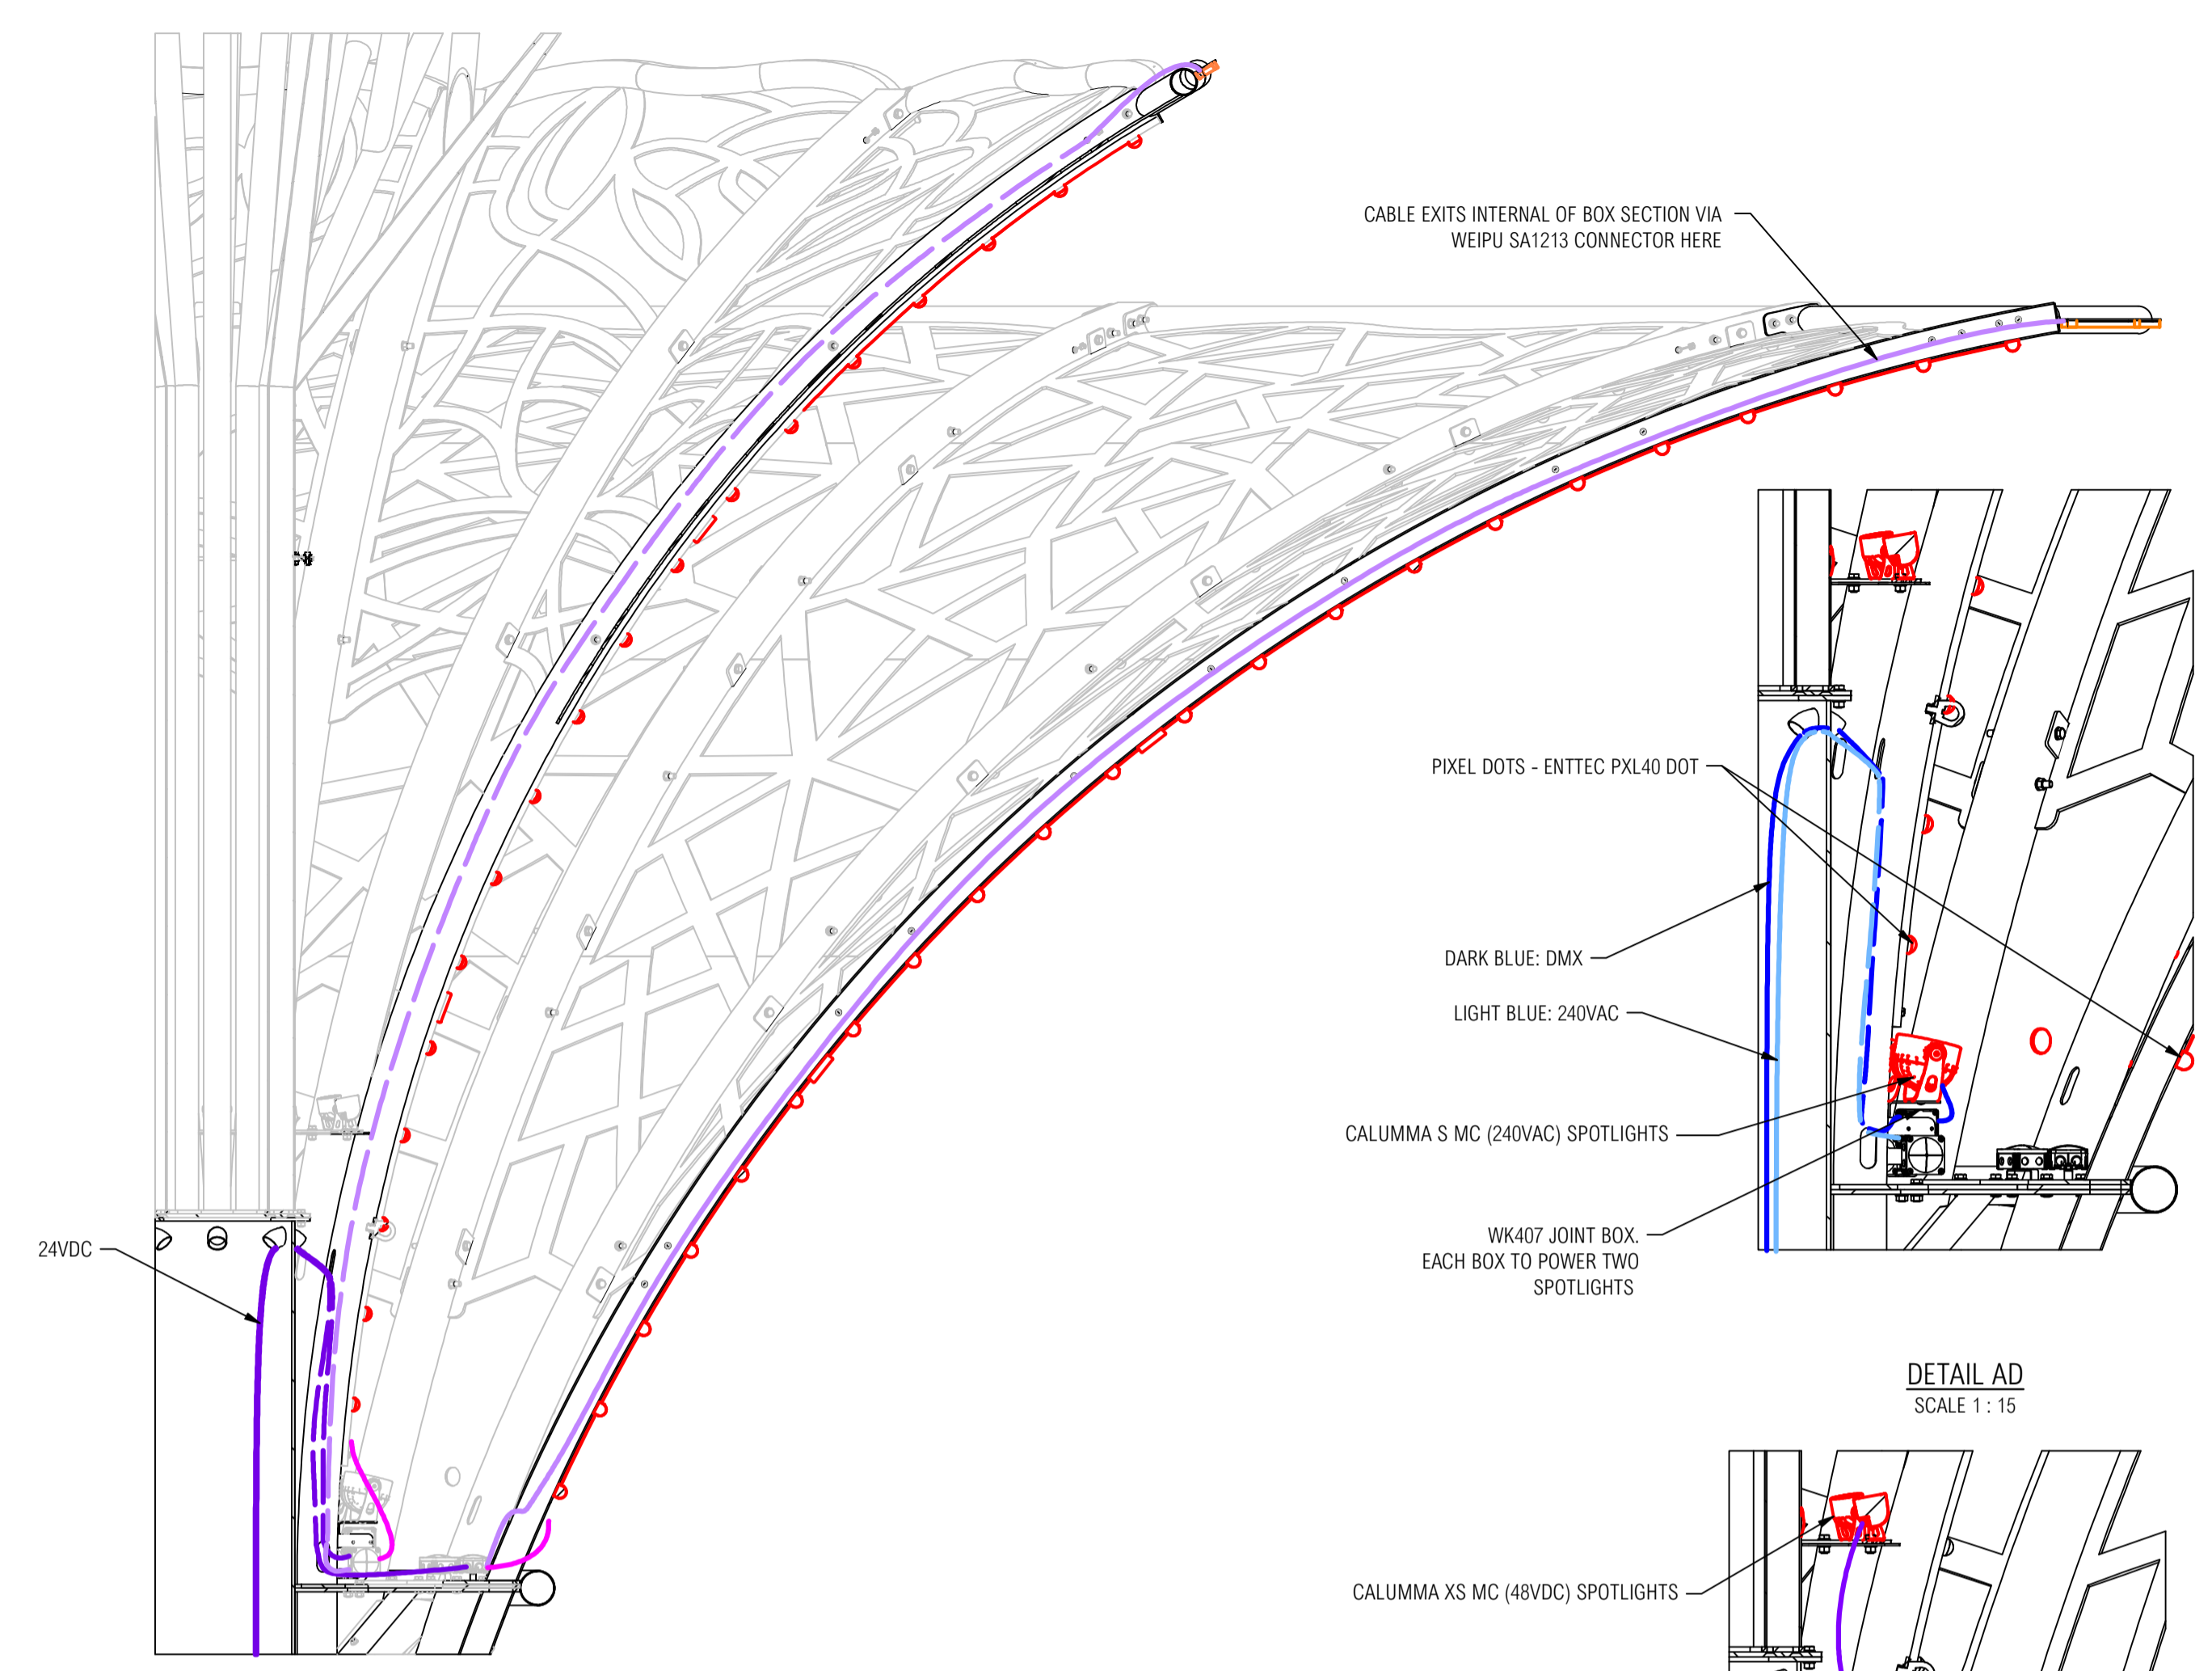 CABLE EXITS INTERNAL OF BOX SECTION VIA
WEIPU SA1213 CONNECTOR HERE
PIXEL DOTS - ENTTEC PXL40 DOT
DARK BLUE: DMX
LIGHT BLUE: 240VAC
CALUMMA S MC (240VAC) SPOTLIGHTS
WK407 JOINT BOX.
EACH BOX TO POWER TWO
SPOTLIGHTS
24VDC
DETAIL AD
SCALE 1 : 15
CALUMMA XS MC (48VDC) SPOTLIGHTS